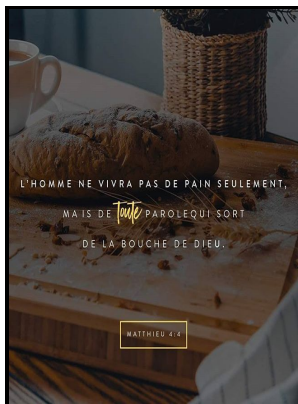 L'HOMME NE VIVRA PAS DE PAIN SEULEMENT,
MAIS DE toute PAROLEQUI SORT
DE LA BOUCHE DE DIEU.
MATTHIEU 4:4